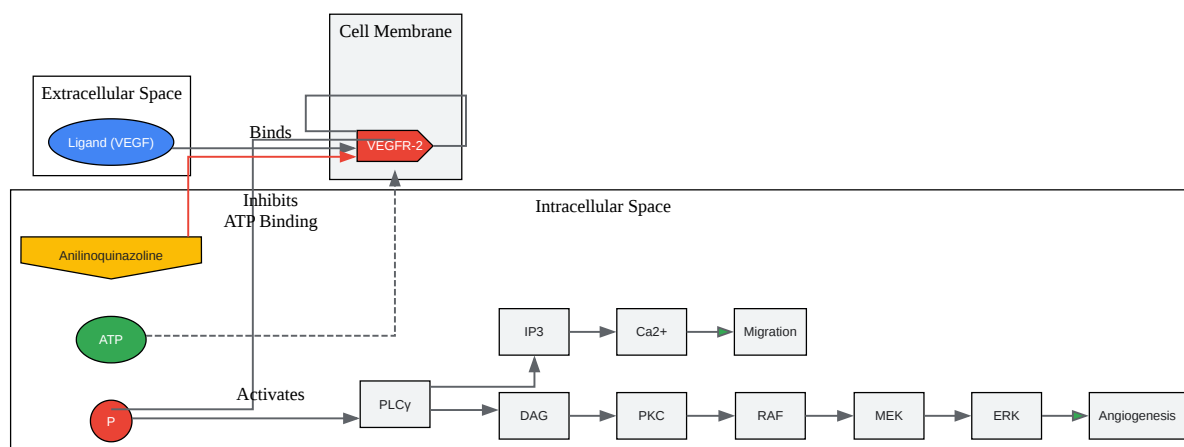 Cell Membrane
Extracellular Space
Ligand (VEGF)
Binds
VEGFR-2
Inhibits
ATP Binding
Intracellular Space
Anilinoquinazoline
ATP
IP3
Ca2+
Migration
Activates
P
PLCγ
DAG
PKC
RAF
MEK
ERK
Angiogenesis